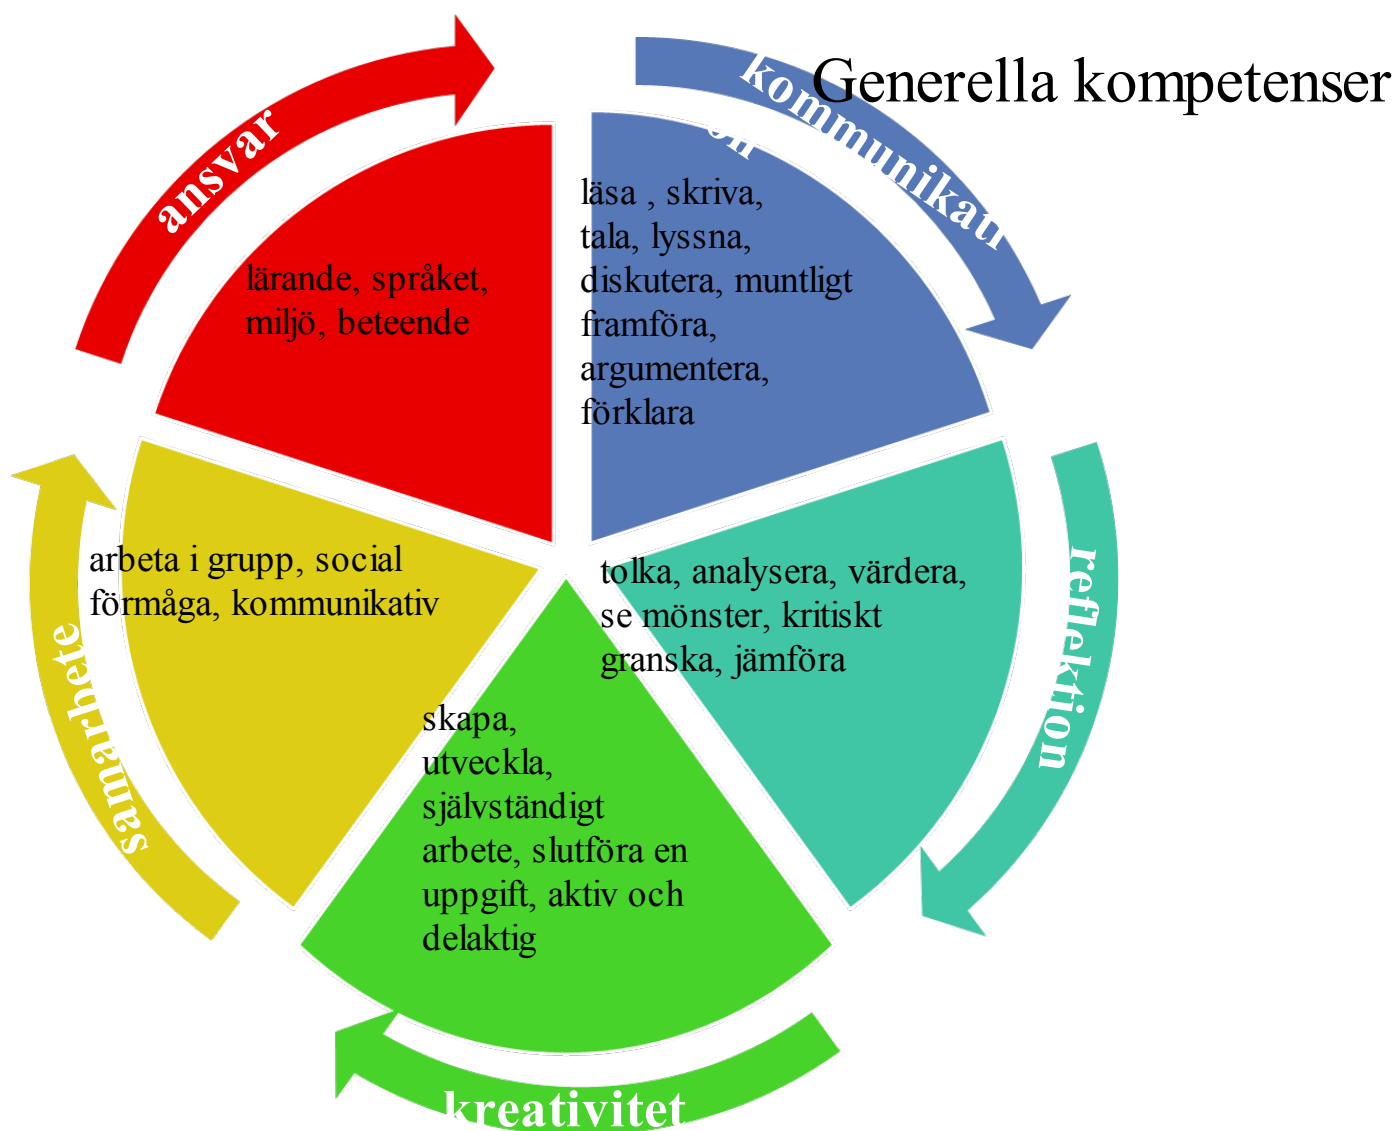 Generella kompetenser
kommunikati
on
läsa , skriva,
tala, lyssna,
diskutera, muntligt
framföra,
argumentera,
förklara
reflektion
tolka, analysera, värdera,
se mönster, kritiskt
granska, jämföra
kreativitet
skapa,
utveckla,
självständigt
arbete, slutföra en
uppgift, aktiv och
delaktig
samarbete
arbeta i grupp, social
förmåga, kommunikativ
ansvar
lärande, språket,
miljö, beteende